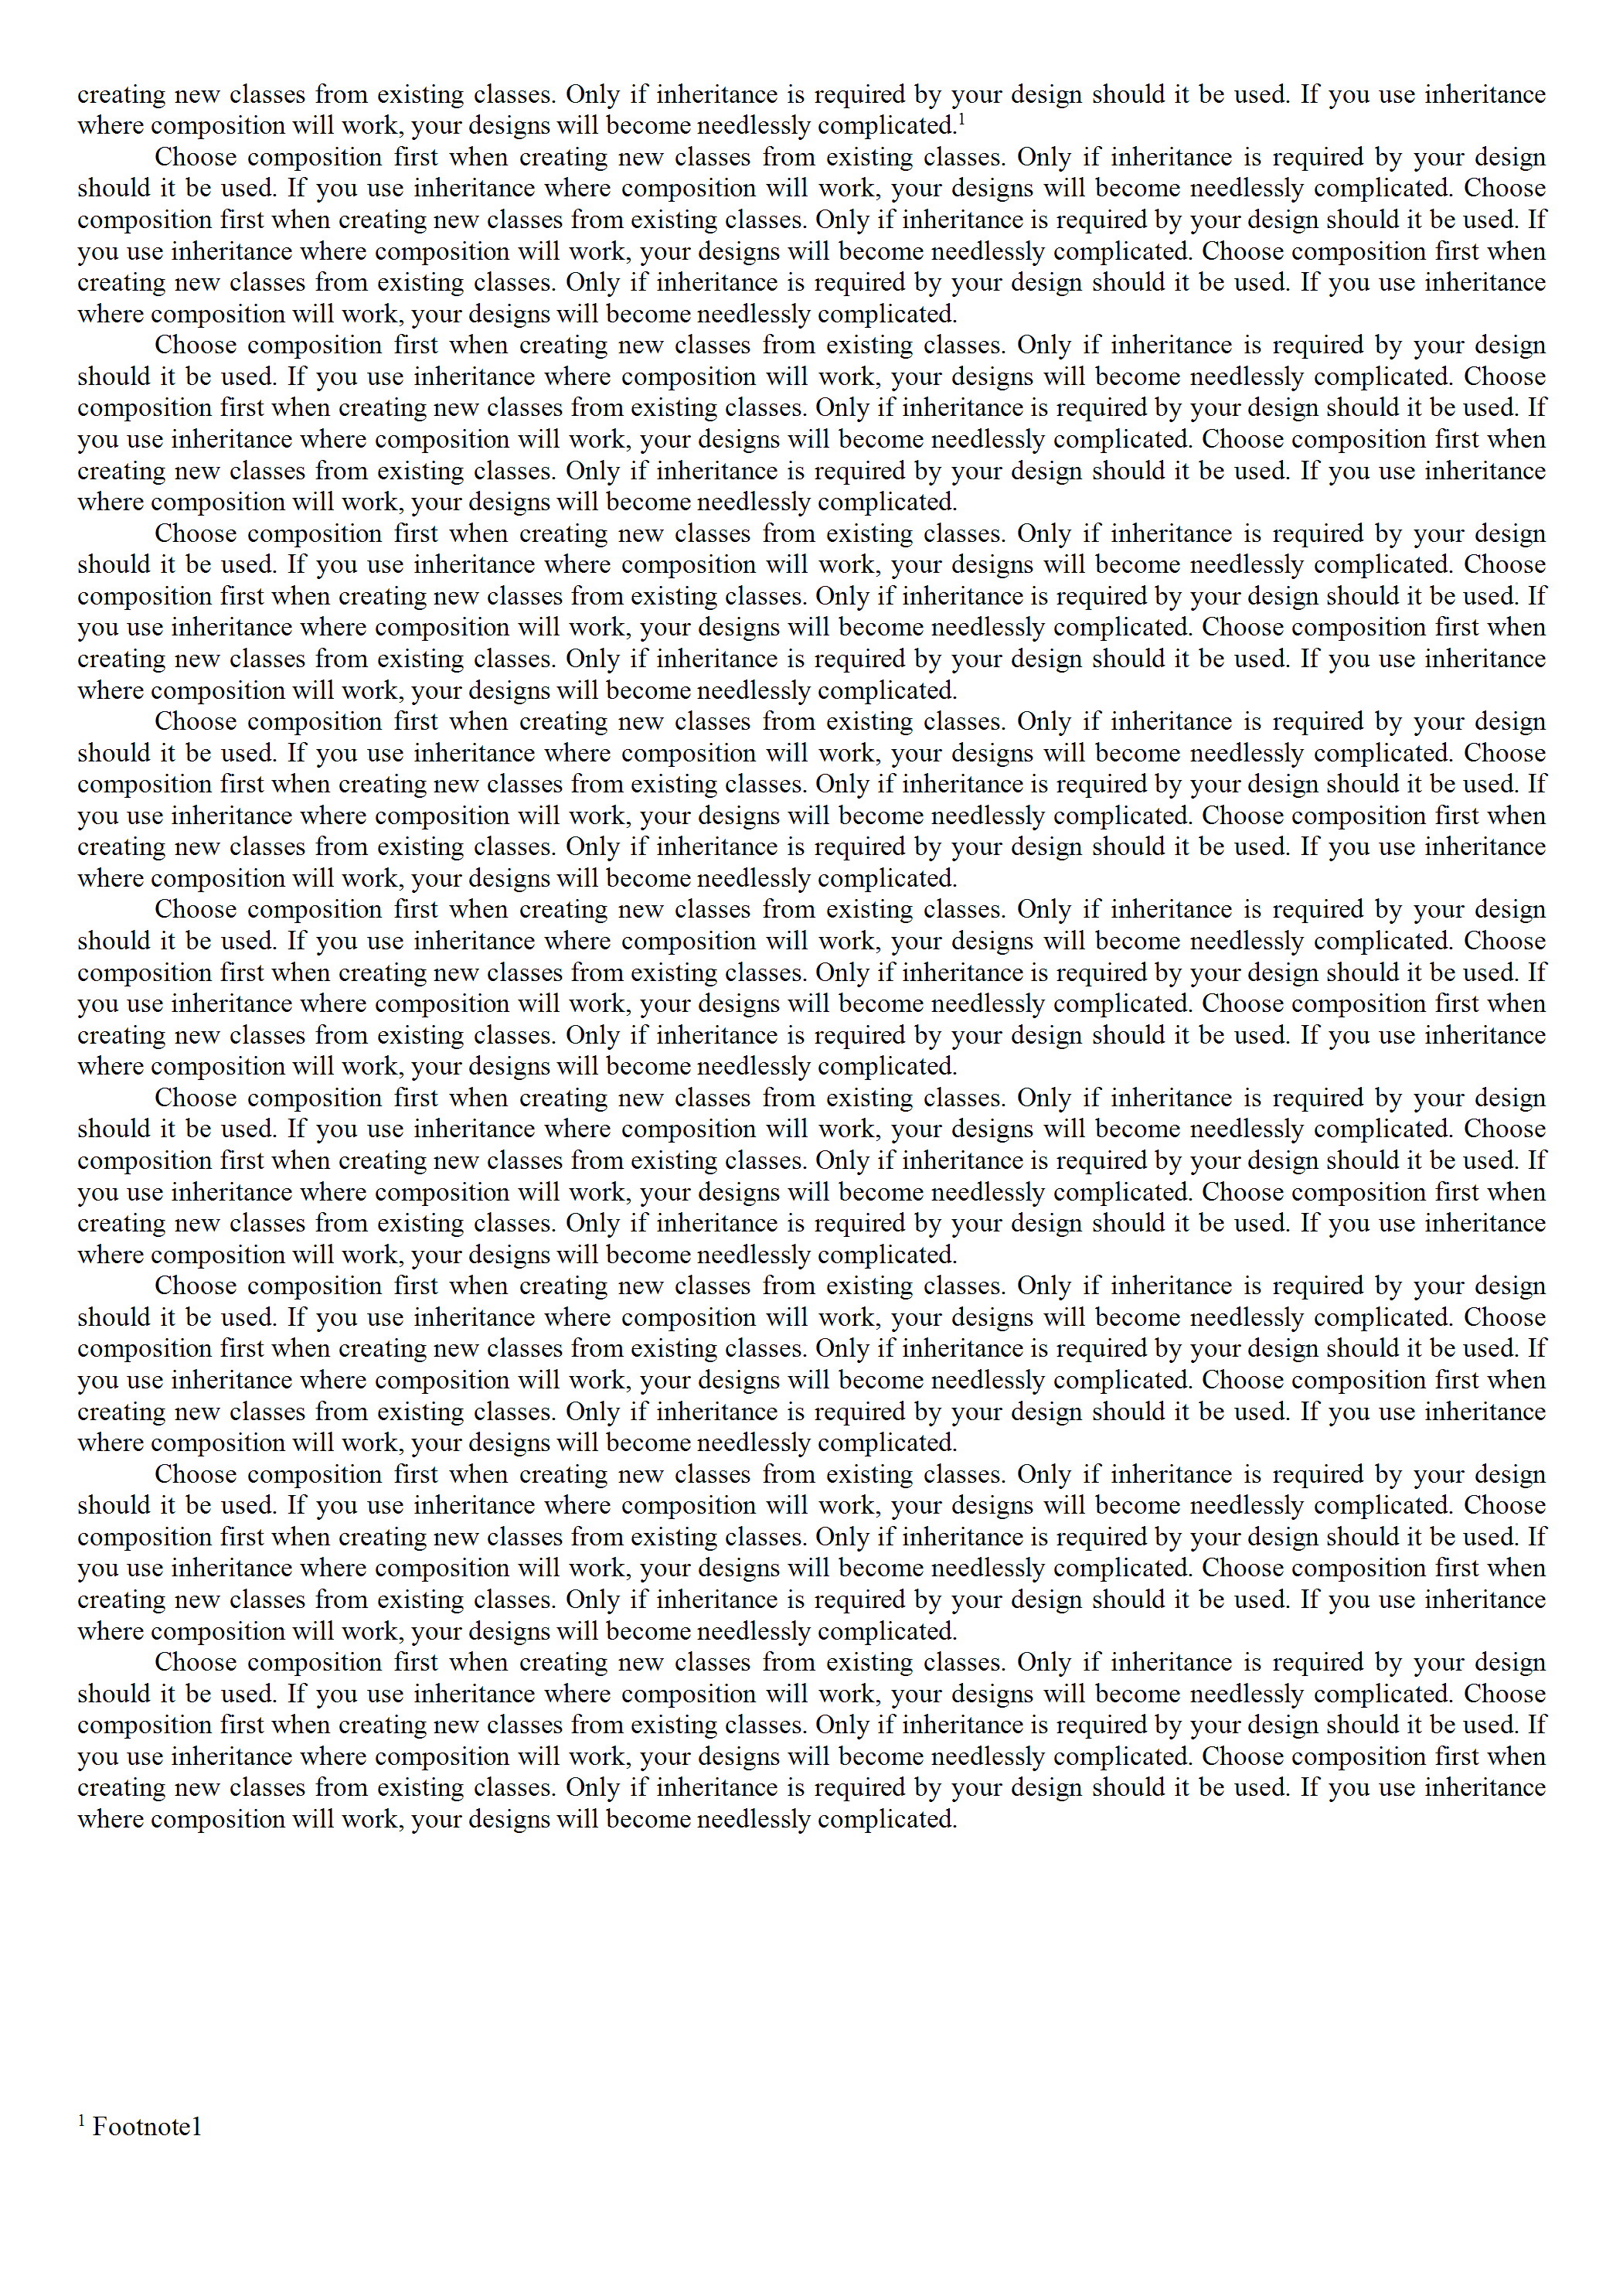 creating new classes from existing classes. Only if inheritance is required by your design should it be used. If you use inheritance
where composition will work, your designs will become needlessly complicated.1
Choose composition first when creating new classes from existing classes. Only if inheritance is required by your design
should it be used. If you use inheritance where composition will work, your designs will become needlessly complicated. Choose
composition first when creating new classes from existing classes. Only if inheritance is required by your design should it be used. If
you use inheritance where composition will work, your designs will become needlessly complicated. Choose composition first when
creating new classes from existing classes. Only if inheritance is required by your design should it be used. If you use inheritance
where composition will work, your designs will become needlessly complicated.
Choose composition first when creating new classes from existing classes. Only if inheritance is required by your design
should it be used. If you use inheritance where composition will work, your designs will become needlessly complicated. Choose
composition first when creating new classes from existing classes. Only if inheritance is required by your design should it be used. If
you use inheritance where composition will work, your designs will become needlessly complicated. Choose composition first when
creating new classes from existing classes. Only if inheritance is required by your design should it be used. If you use inheritance
where composition will work, your designs will become needlessly complicated.
Choose composition first when creating new classes from existing classes. Only if inheritance is required by your design
should it be used. If you use inheritance where composition will work, your designs will become needlessly complicated. Choose
composition first when creating new classes from existing classes. Only if inheritance is required by your design should it be used. If
you use inheritance where composition will work, your designs will become needlessly complicated. Choose composition first when
creating new classes from existing classes. Only if inheritance is required by your design should it be used. If you use inheritance
where composition will work, your designs will become needlessly complicated.
Choose composition first when creating new classes from existing classes. Only if inheritance is required by your design
should it be used. If you use inheritance where composition will work, your designs will become needlessly complicated. Choose
composition first when creating new classes from existing classes. Only if inheritance is required by your design should it be used. If
you use inheritance where composition will work, your designs will become needlessly complicated. Choose composition first when
creating new classes from existing classes. Only if inheritance is required by your design should it be used. If you use inheritance
where composition will work, your designs will become needlessly complicated.
Choose composition first when creating new classes from existing classes. Only if inheritance is required by your design
should it be used. If you use inheritance where composition will work, your designs will become needlessly complicated. Choose
composition first when creating new classes from existing classes. Only if inheritance is required by your design should it be used. If
you use inheritance where composition will work, your designs will become needlessly complicated. Choose composition first when
creating new classes from existing classes. Only if inheritance is required by your design should it be used. If you use inheritance
where composition will work, your designs will become needlessly complicated.
Choose composition first when creating new classes from existing classes. Only if inheritance is required by your design
should it be used. If you use inheritance where composition will work, your designs will become needlessly complicated. Choose
composition first when creating new classes from existing classes. Only if inheritance is required by your design should it be used. If
you use inheritance where composition will work, your designs will become needlessly complicated. Choose composition first when
creating new classes from existing classes. Only if inheritance is required by your design should it be used. If you use inheritance
where composition will work, your designs will become needlessly complicated.
Choose composition first when creating new classes from existing classes. Only if inheritance is required by your design
should it be used. If you use inheritance where composition will work, your designs will become needlessly complicated. Choose
composition first when creating new classes from existing classes. Only if inheritance is required by your design should it be used. If
you use inheritance where composition will work, your designs will become needlessly complicated. Choose composition first when
creating new classes from existing classes. Only if inheritance is required by your design should it be used. If you use inheritance
where composition will work, your designs will become needlessly complicated.
Choose composition first when creating new classes from existing classes. Only if inheritance is required by your design
should it be used. If you use inheritance where composition will work, your designs will become needlessly complicated. Choose
composition first when creating new classes from existing classes. Only if inheritance is required by your design should it be used. If
you use inheritance where composition will work, your designs will become needlessly complicated. Choose composition first when
creating new classes from existing classes. Only if inheritance is required by your design should it be used. If you use inheritance
where composition will work, your designs will become needlessly complicated.
Choose composition first when creating new classes from existing classes. Only if inheritance is required by your design
should it be used. If you use inheritance where composition will work, your designs will become needlessly complicated. Choose
composition first when creating new classes from existing classes. Only if inheritance is required by your design should it be used. If
you use inheritance where composition will work, your designs will become needlessly complicated. Choose composition first when
creating new classes from existing classes. Only if inheritance is required by your design should it be used. If you use inheritance
where composition will work, your designs will become needlessly complicated.
1 Footnote1